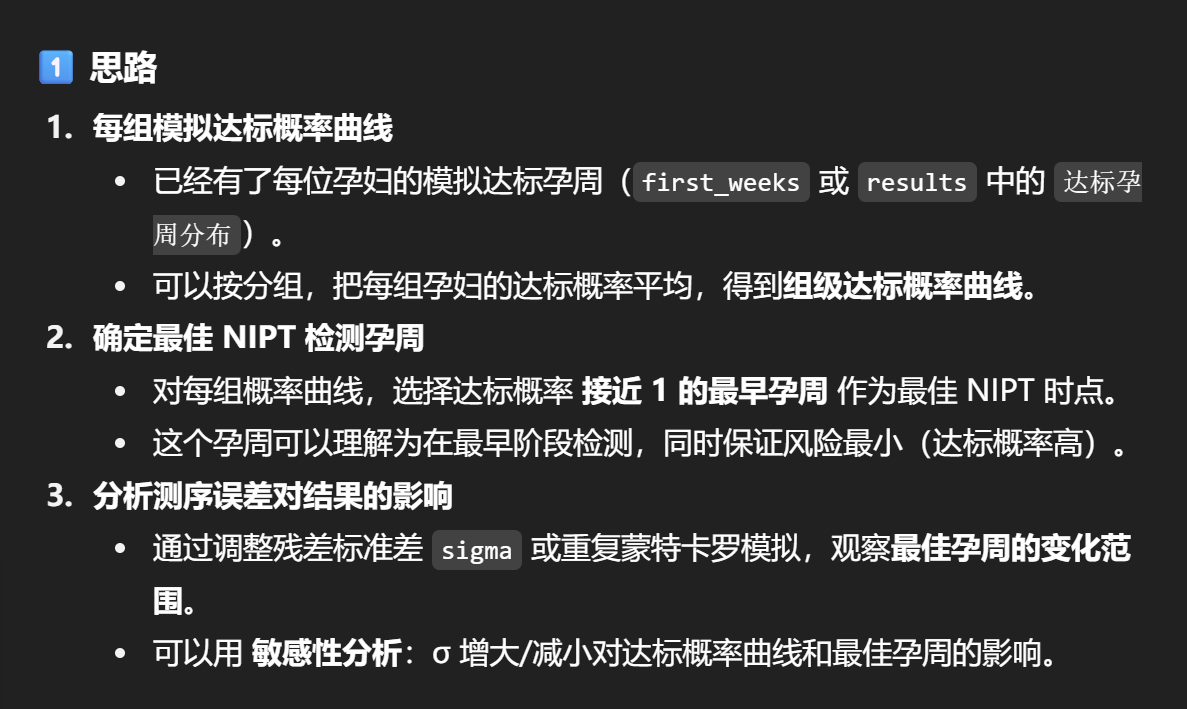 1 思路
1. 每组模拟达标概率曲线
• 已经有了每位孕妇的模拟达标孕周（first_weeks 或 results 中的 达标孕
周分布）。
• 可以按分组，把每组孕妇的达标概率平均，得到组级达标概率曲线。
2. 确定最佳 NIPT 检测孕周
• 对每组概率曲线，选择达标概率 接近 1 的最早孕周 作为最佳 NIPT 时点。
• 这个孕周可以理解为在最早阶段检测，同时保证风险最小（达标概率高）。
3. 分析测序误差对结果的影响
• 通过调整残差标准差 sigma 或重复蒙特卡罗模拟，观察最佳孕周的变化范
围。
• 可以用 敏感性分析：σ 增大/减小对达标概率曲线和最佳孕周的影响。